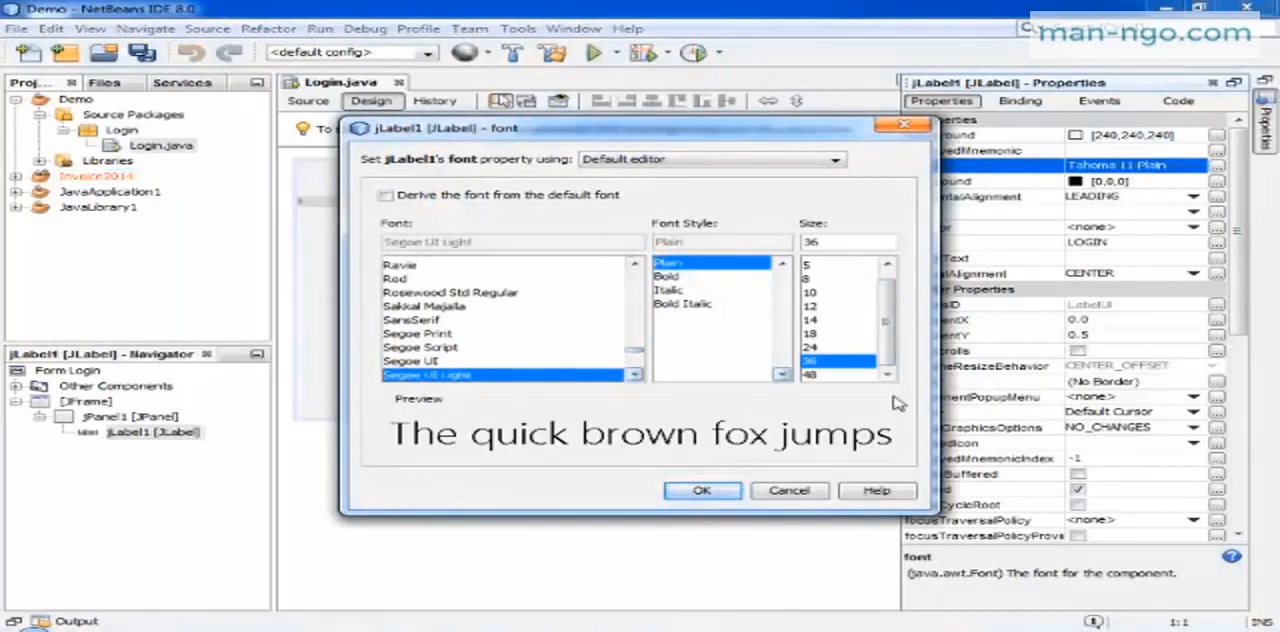 Demo - NetBeans IDE 8.0
File Edit View Navigate Source Refactor Run Debug Profile Team Tools Window Help
man-ngo.com
<default config>
Proj... Files Services
Login.java
jLabel1 [JLabel] - Properties
Source Design History
Properties Binding Events Code
Properties
Demo
Source Packages
Login
Login.java
Libraries
Invoice2014
JavaApplication1
JavaLibrary1
jLabel1 [JLabel] - Navigator
Form Login
Other Components
[JFrame]
jPanel1 [JPanel]
jLabel1 [JLabel]
jLabel1 [JLabel] - font
Set jLabel1's font property using: Default editor
Derive the font from the default font
Font: Font Style: Size:
Segoe UI Light Plain 36
Ravie
Rod
Rosewood Std Regular
Sakkal Majalla
SansSerif
Segoe Print
Segoe Script
Segoe UI
Segoe UI Light
Plain
Bold
Italic
Bold Italic
5
8
10
12
14
18
24
36
48
Preview
The quick brown fox jumps
OK Cancel Help
[240,240,240]
Tahoma 11 Plain
[0,0,0]
LEADING
<none>
LOGIN
Text
CENTER
Properties
LabelUI
0.0
0.5
CENTER_OFFSET
(No Border)
<none>
Default Cursor
NO_CHANGES
-1
focusTraversalPolicy <none>
focusTraversalPolicyProv
font
(java.awt.Font) The font for the component.
Properties
Output
1:1 INS